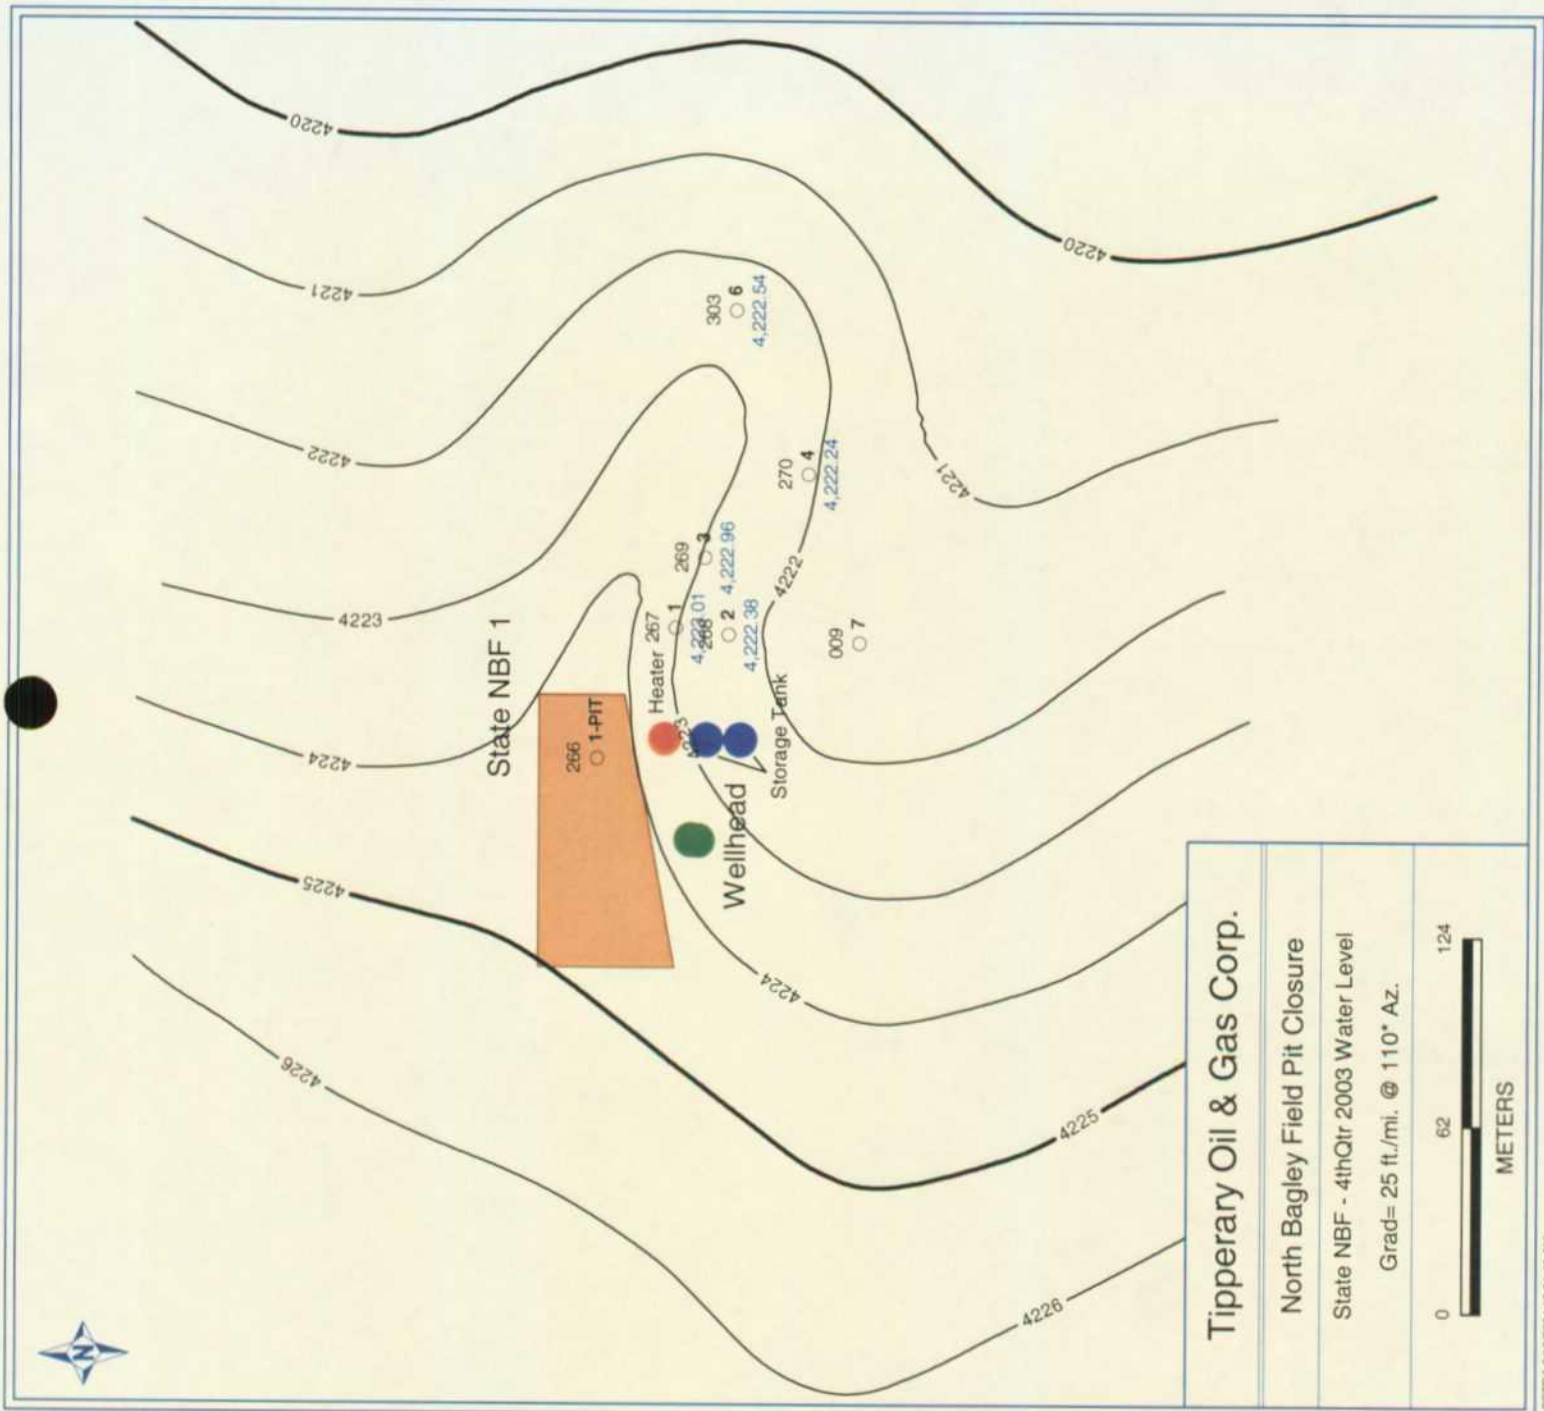 N
4226
4225
4224
4223
4222
4221
4220
State NBF 1
266
1-PIT
Heater
267
1
4,223.01
268
2
4,222.38
269
3
4,222.96
270
4
4,222.24
303
6
4,222.54
009
7
4223
4222
Wellhead
Storage Tank
4224
4221
4220
4225
4226
Tipperary Oil & Gas Corp.
North Bagley Field Pit Closure
State NBF - 4thQtr 2003 Water Level
Grad= 25 ft./mi. @ 110° Az.
0 62 124
METERS